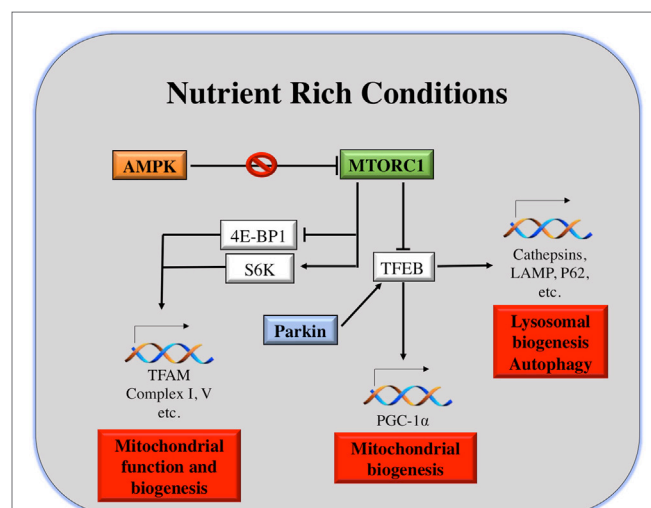 Nutrient Rich Conditions
AMPK
MTORC1
4E-BP1
S6K
TFEB
Cathepsins,
LAMP, P62,
etc.
Parkin
Lysosomal
biogenesis
Autophagy
TFAM
Complex I, V
etc.
PGC-1α
Mitochondrial
function and
biogenesis
Mitochondrial
biogenesis